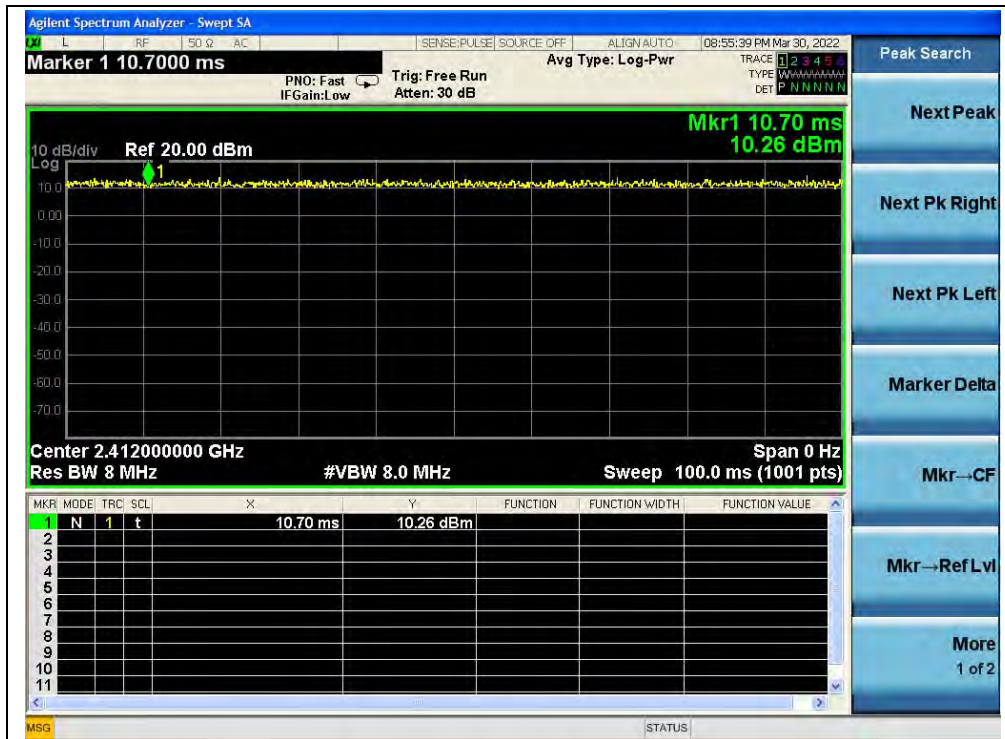 Agilent Spectrum Analyzer - Swept SA
LXI L RF 50 Ω AC SENSE:PULSE SOURCE OFF ALIGN AUTO 08:55:39 PM Mar 30, 2022
Marker 1 10.7000 ms
PNO: Fast
IFGain:Low
Trig: Free Run
Atten: 30 dB
Avg Type: Log-Pwr
TRACE 1 2 3 4 5 6
TYPE
DET P N N N N N
Mkr1 10.70 ms
10.26 dBm
10 dB/div Ref 20.00 dBm
Log
1
10.0
0.00
-10.0
-20.0
-30.0
-40.0
-50.0
-60.0
-70.0
Center 2.412000000 GHz Span 0 Hz
Res BW 8 MHz #VBW 8.0 MHz Sweep 100.0 ms (1001 pts)
MKR MODE TRC SCL X Y FUNCTION FUNCTION WIDTH FUNCTION VALUE
1 N 1 t 10.70 ms 10.26 dBm
2
3
4
5
6
7
8
9
10
11
MSG STATUS
Peak Search
Next Peak
Next Pk Right
Next Pk Left
Marker Delta
Mkr→CF
Mkr→Ref Lvl
More
1 of 2